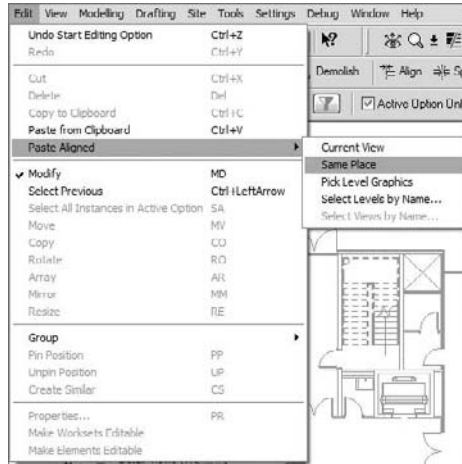 Edit View Modelling Drafting Site Tools Settings Debug Window Help
Undo Start Editing Option Ctrl+Z
Redo Ctrl+Y
Cut Ctrl+X
Delete Del
Copy to Clipboard Ctrl+C
Paste from Clipboard Ctrl+V
Paste Aligned
Current View
Same Place
Pick Level Graphics
Select Levels by Name...
Select Views by Name...
Modify MD
Select Previous Ctrl+LeftArrow
Select All Instances in Active Option SA
Move MV
Copy CO
Rotate RO
Array AR
Mirror MM
Resize RE
Group
Pin Position PP
Unpin Position UP
Create Similar CS
Properties... PR
Make Worksets Editable
Make Elements Editable
Demolish Align
Active Option